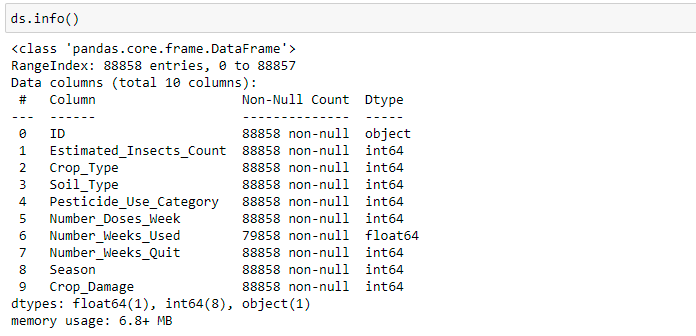 ds.info()
<class 'pandas.core.frame.DataFrame'>
RangeIndex: 88858 entries, 0 to 88857
Data columns (total 10 columns):
 #   Column                   Non-Null Count  Dtype
---  ------                   --------------  -----
 0   ID                       88858 non-null  object
 1   Estimated_Insects_Count  88858 non-null  int64
 2   Crop_Type                88858 non-null  int64
 3   Soil_Type                88858 non-null  int64
 4   Pesticide_Use_Category   88858 non-null  int64
 5   Number_Doses_Week        88858 non-null  int64
 6   Number_Weeks_Used        79858 non-null  float64
 7   Number_Weeks_Quit        88858 non-null  int64
 8   Season                   88858 non-null  int64
 9   Crop_Damage              88858 non-null  int64
dtypes: float64(1), int64(8), object(1)
memory usage: 6.8+ MB